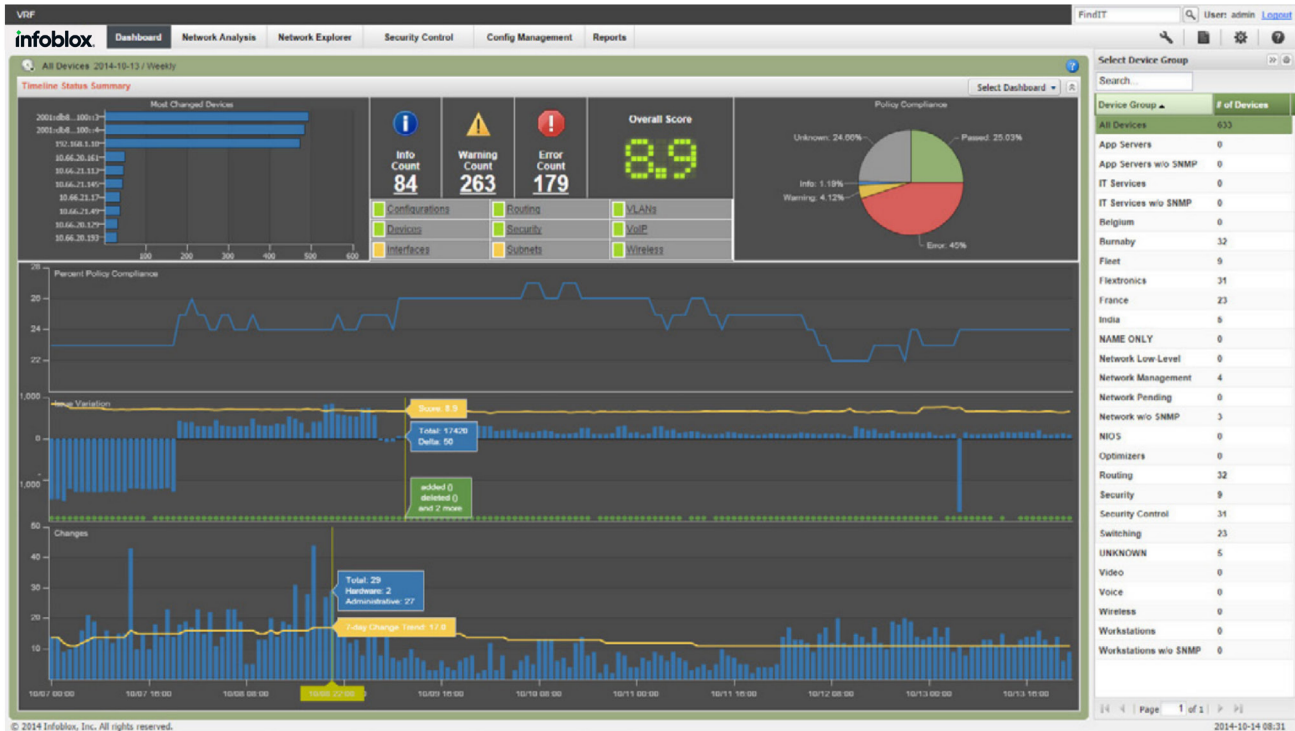 VRF
FindIT
User: admin Logout
infoblox.
Dashboard Network Analysis Network Explorer Security Control Config Management Reports
All Devices 2014-10-13 / Weekly
Timeline Status Summary
Select Dashboard
Most Changed Devices
2001:db8...100::3
2001:db8...100::4
192.168.1.10
10.66.20.161
10.66.21.113
10.66.21.145
10.66.21.17
10.66.21.49
10.66.20.129
10.66.20.193
100 200 300 400 500 600
Info Count
84
Warning Count
263
Error Count
179
Overall Score
8.9
Configurations Routing VLANs
Devices Security VoIP
Interfaces Subnets Wireless
Policy Compliance
Unknown: 24.66%
Passed: 25.03%
Info: 1.19%
Warning: 4.12%
Error: 45%
Percent Policy Compliance
28
26
24
22
Issue Variation
1,000
0
1,000
Score: 8.9
Total: 17420
Delta: 50
added ()
deleted ()
and 2 more
Changes
50
40
30
20
10
Total: 29
Hardware: 2
Administrative: 27
7-day Change Trend: 17.0
10/07 00:00 10/07 16:00 10/08 08:00 10/08 22:00 10/09 16:00 10/10 08:00 10/11 00:00 10/11 16:00 10/12 08:00 10/13 00:00 10/13 16:00
Select Device Group
Search...
Device Group # of Devices
All Devices 633
App Servers 0
App Servers w/o SNMP 0
IT Services 0
IT Services w/o SNMP 0
Belgium 0
Burnaby 32
Fleet 9
Flextronics 31
France 23
India 5
NAME ONLY 0
Network Low-Level 0
Network Management 4
Network Pending 0
Network w/o SNMP 3
NIOS 0
Optimizers 0
Routing 32
Security 9
Security Control 31
Switching 23
UNKNOWN 5
Video 0
Voice 0
Wireless 0
Workstations 0
Workstations w/o SNMP 0
Page 1 of 1
© 2014 Infoblox, Inc. All rights reserved.
2014-10-14 08:31